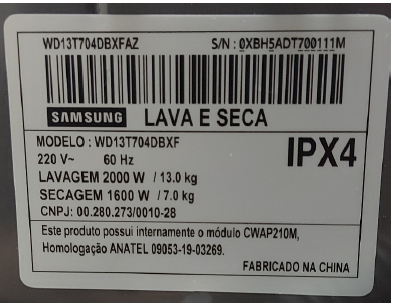 WD13T704DBXFAZ S/N : 0XBH5ADT700111M
SAMSUNG LAVA E SECA
MODELO : WD13T704DBXF
220 V~ 60 Hz IPX4
LAVAGEM 2000 W / 13.0 kg
SECAGEM 1600 W / 7.0 kg
CNPJ: 00.280.273/0010-28
Este produto possui internamente o módulo CWAP210M,
Homologação ANATEL 09053-19-03269.
FABRICADO NA CHINA